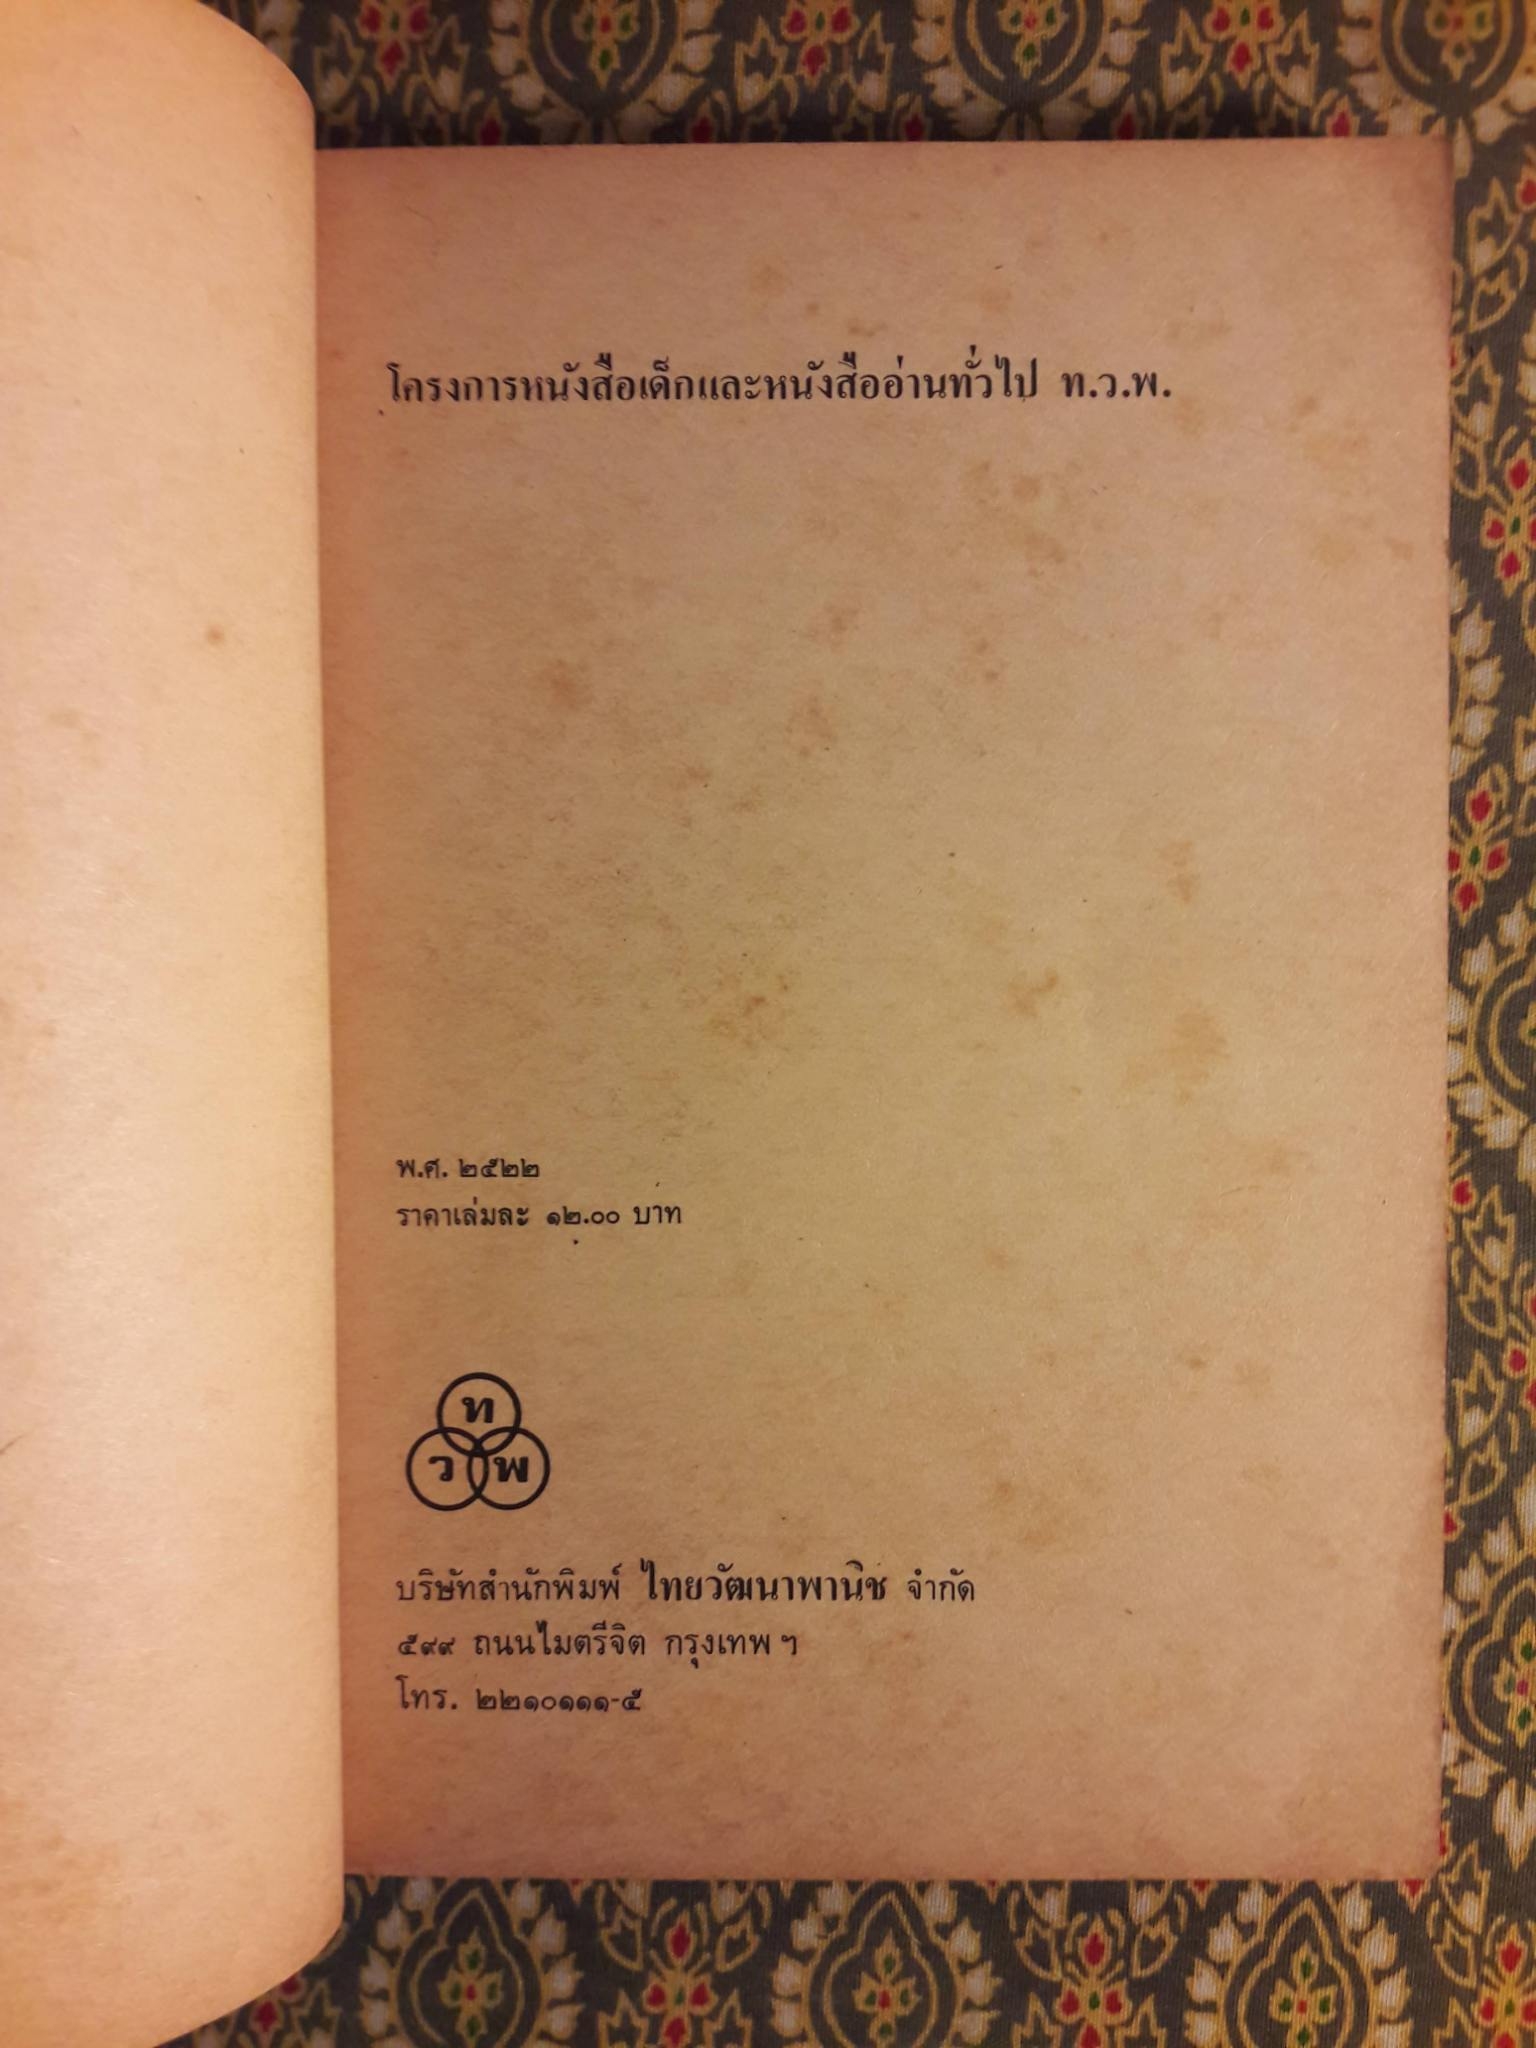 โครงการหนังสือเด็กและหนังสืออ่านทั่วไป ท.ว.พ.
พ.ศ. ๒๕๒๒
ราคาเล่มละ ๑๒.๐๐ บาท
ท
ว พ
บริษัทสำนักพิมพ์ ไทยวัฒนาพานิช จำกัด
๕๙๙ ถนนไมตรีจิต กรุงเทพ ฯ
โทร. ๒๒๑๐๑๑๑-๕